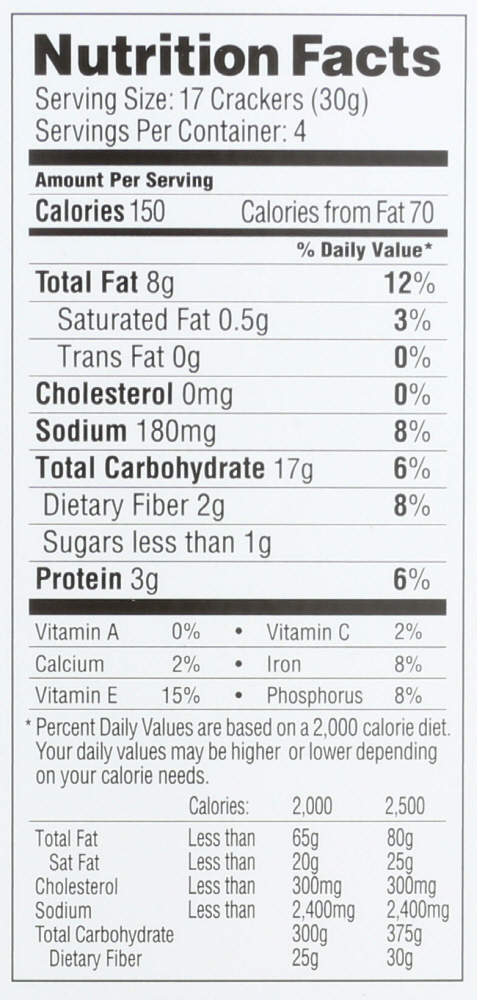 Nutrition Facts
Serving Size: 17 Crackers (30g)
Servings Per Container: 4
Amount Per Serving
Calories 150 Calories from Fat 70
% Daily Value*
Total Fat 8g 12%
Saturated Fat 0.5g 3%
Trans Fat 0g 0%
Cholesterol 0mg 0%
Sodium 180mg 8%
Total Carbohydrate 17g 6%
Dietary Fiber 2g 8%
Sugars less than 1g
Protein 3g 6%
Vitamin A 0% • Vitamin C 2%
Calcium 2% • Iron 8%
Vitamin E 15% • Phosphorus 8%
* Percent Daily Values are based on a 2,000 calorie diet.
Your daily values may be higher or lower depending
on your calorie needs.
Calories: 2,000 2,500
Total Fat Less than 65g 80g
Sat Fat Less than 20g 25g
Cholesterol Less than 300mg 300mg
Sodium Less than 2,400mg 2,400mg
Total Carbohydrate 300g 375g
Dietary Fiber 25g 30g